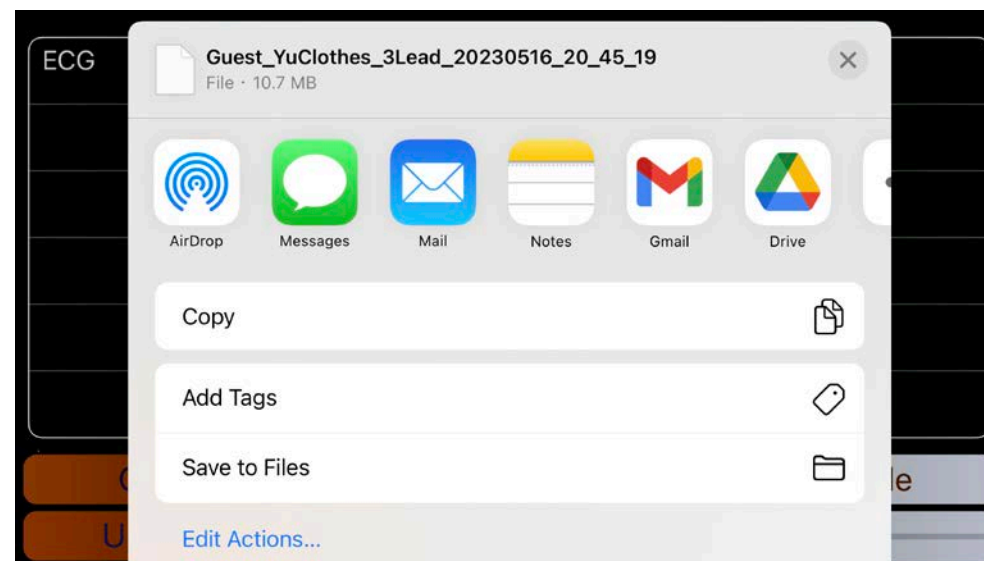 ECG
Guest_YuClothes_3Lead_20230516_20_45_19
File · 10.7 MB
AirDrop
Messages
Mail
Notes
Gmail
Drive
Copy
Add Tags
Save to Files
Edit Actions...